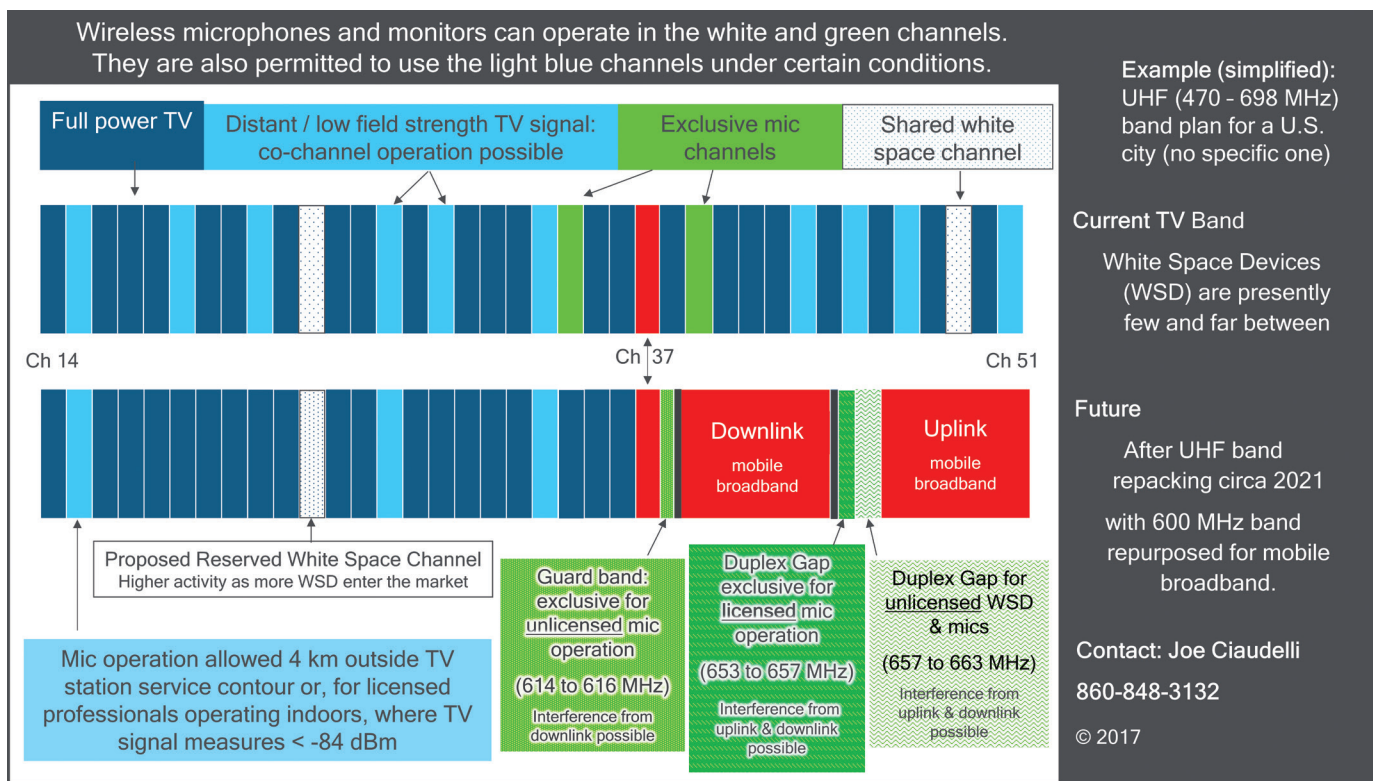 Wireless microphones and monitors can operate in the white and green channels.
They are also permitted to use the light blue channels under certain conditions.
Full power TV
Distant / low field strength TV signal:
co-channel operation possible
Exclusive mic
channels
Shared white
space channel
Ch 14
Ch 37
Ch 51
Downlink
mobile
broadband
Uplink
mobile
broadband
Proposed Reserved White Space Channel
Higher activity as more WSD enter the market
Mic operation allowed 4 km outside TV
station service contour or, for licensed
professionals operating indoors, where TV
signal measures < -84 dBm
Guard band:
exclusive for
unlicensed mic
operation
(614 to 616 MHz)
Interference from
downlink possible
Duplex Gap
exclusive for
licensed mic
operation
(653 to 657 MHz)
Interference from
uplink & downlink
possible
Duplex Gap for
unlicensed WSD
& mics
(657 to 663 MHz)
Interference from
uplink & downlink
possible
Example (simplified):
UHF (470 - 698 MHz)
band plan for a U.S.
city (no specific one)
Current TV Band
White Space Devices
(WSD) are presently
few and far between
Future
After UHF band
repacking circa 2021
with 600 MHz band
repurposed for mobile
broadband.
Contact: Joe Ciaudelli
860-848-3132
© 2017